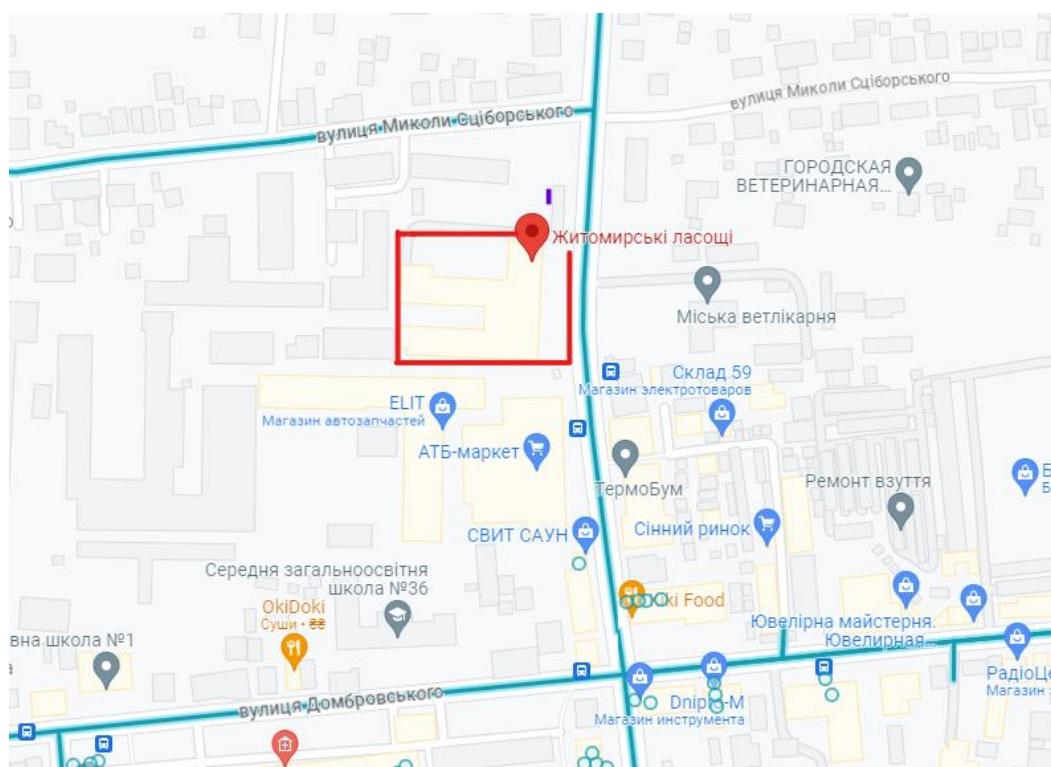 вулиця Миколи Сціборського
вулиця Миколи Сціборського
ГОРОДСКАЯ
ВЕТЕРИНАРНАЯ...
Житомирські ласощі
Міська ветлікарня
Склад 59
Магазин электротоваров
ELIT
Магазин автозапчастей
АТБ-маркет
ТермоБум
Ремонт взуття
СВИТ САУН
Сінний ринок
Середня загальноосвітня
школа №36
OkiDoki
Суши • ₴₴
iki Food
Ювелірна майстерня.
Ювелирная...
вна школа №1
вулиця Домбровського
Dnipro-M
Магазин инструмента
РадіоЦе
Магазин